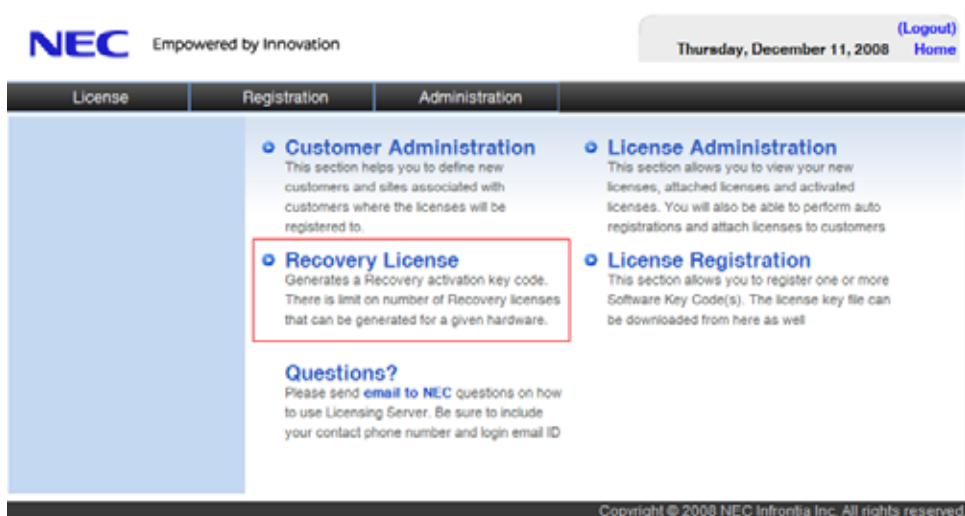 NEC Empowered by Innovation
(Logout)
Thursday, December 11, 2008 Home
License Registration Administration
Customer Administration
This section helps you to define new
customers and sites associated with
customers where the licenses will be
registered to.
License Administration
This section allows you to view your new
licenses, attached licenses and activated
licenses. You will also be able to perform auto
registrations and attach licenses to customers
Recovery License
Generates a Recovery activation key code.
There is limit on number of Recovery licenses
that can be generated for a given hardware.
License Registration
This section allows you to register one or more
Software Key Code(s). The license key file can
be downloaded from here as well
Questions?
Please send email to NEC questions on how
to use Licensing Server. Be sure to include
your contact phone number and login email ID
Copyright © 2008 NEC Infrontia Inc. All rights reserved